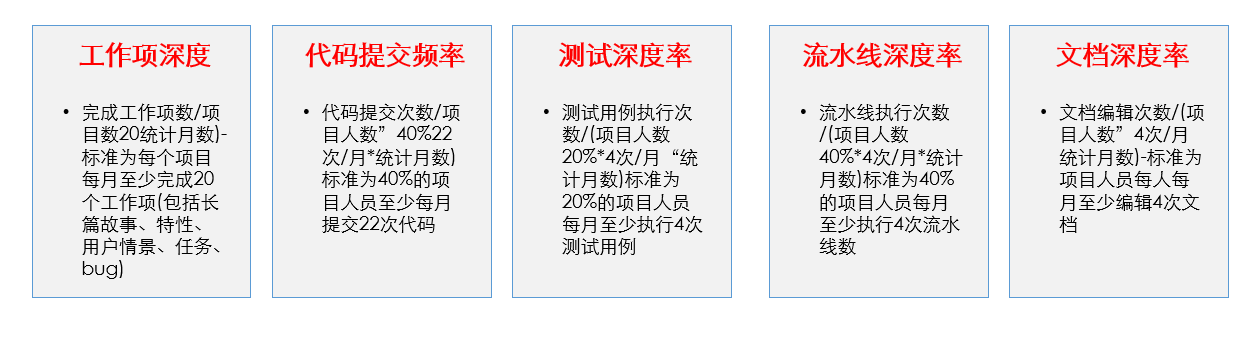 工作项深度
• 完成工作项数/项
目数20统计月数)-
标准为每个项目
每月至少完成20
个工作项(包括长
篇故事、特性、
用户情景、任务、
bug)
代码提交频率
• 代码提交次数/项
目人数”40%22
次/月*统计月数)
标准为40%的项
目人员至少每月
提交22次代码
测试深度率
• 测试用例执行次
数/(项目人数
20%*4次/月“统
计月数)标准为
20%的项目人员
每月至少执行4次
测试用例
流水线深度率
• 流水线执行次数
/(项目人数
40%*4次/月*统计
月数)标准为40%
的项目人员每月
至少执行4次流水
线数
文档深度率
• 文档编辑次数/(项
目人数”4次/月
统计月数)-标准为
项目人员每人每
月至少编辑4次文
档